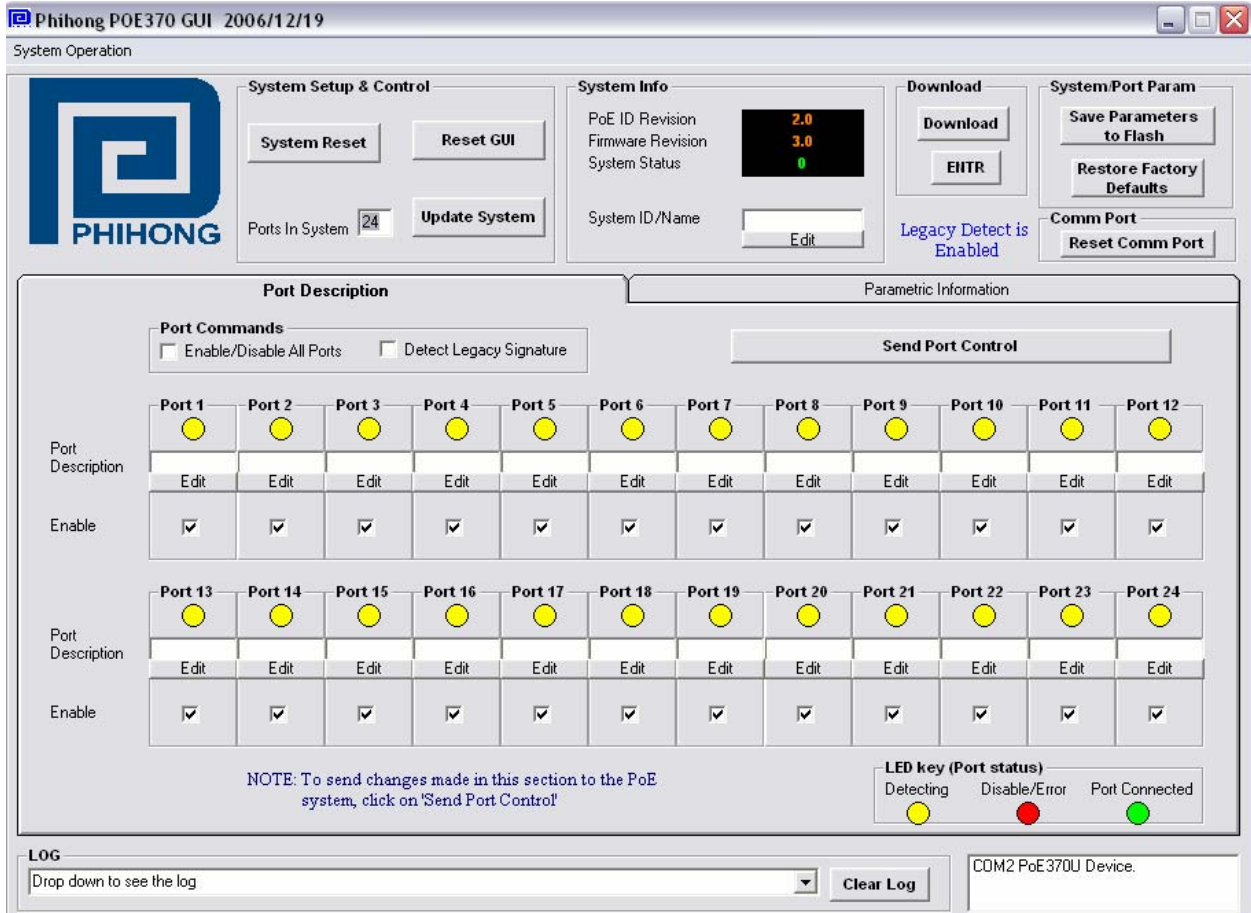 Phihong POE370 GUI 2006/12/19
System Operation
PHIHONG
System Setup & Control
System Reset
Reset GUI
Ports In System 24
Update System
System Info
PoE ID Revision 2.0
Firmware Revision 3.0
System Status 0
System ID/Name
Edit
Download
Download
ENTR
Legacy Detect is
Enabled
System/Port Param
Save Parameters
to Flash
Restore Factory
Defaults
Comm Port
Reset Comm Port
Port Description
Parametric Information
Port Commands
Enable/Disable All Ports
Detect Legacy Signature
Send Port Control
Port 1 Port 2 Port 3 Port 4 Port 5 Port 6 Port 7 Port 8 Port 9 Port 10 Port 11 Port 12
Port
Description
Edit Edit Edit Edit Edit Edit Edit Edit Edit Edit Edit Edit
Enable
Port 13 Port 14 Port 15 Port 16 Port 17 Port 18 Port 19 Port 20 Port 21 Port 22 Port 23 Port 24
Port
Description
Edit Edit Edit Edit Edit Edit Edit Edit Edit Edit Edit Edit
Enable
NOTE: To send changes made in this section to the PoE
system, click on 'Send Port Control'
LED key (Port status)
Detecting Disable/Error Port Connected
LOG
Drop down to see the log
Clear Log
COM2 PoE370U Device.